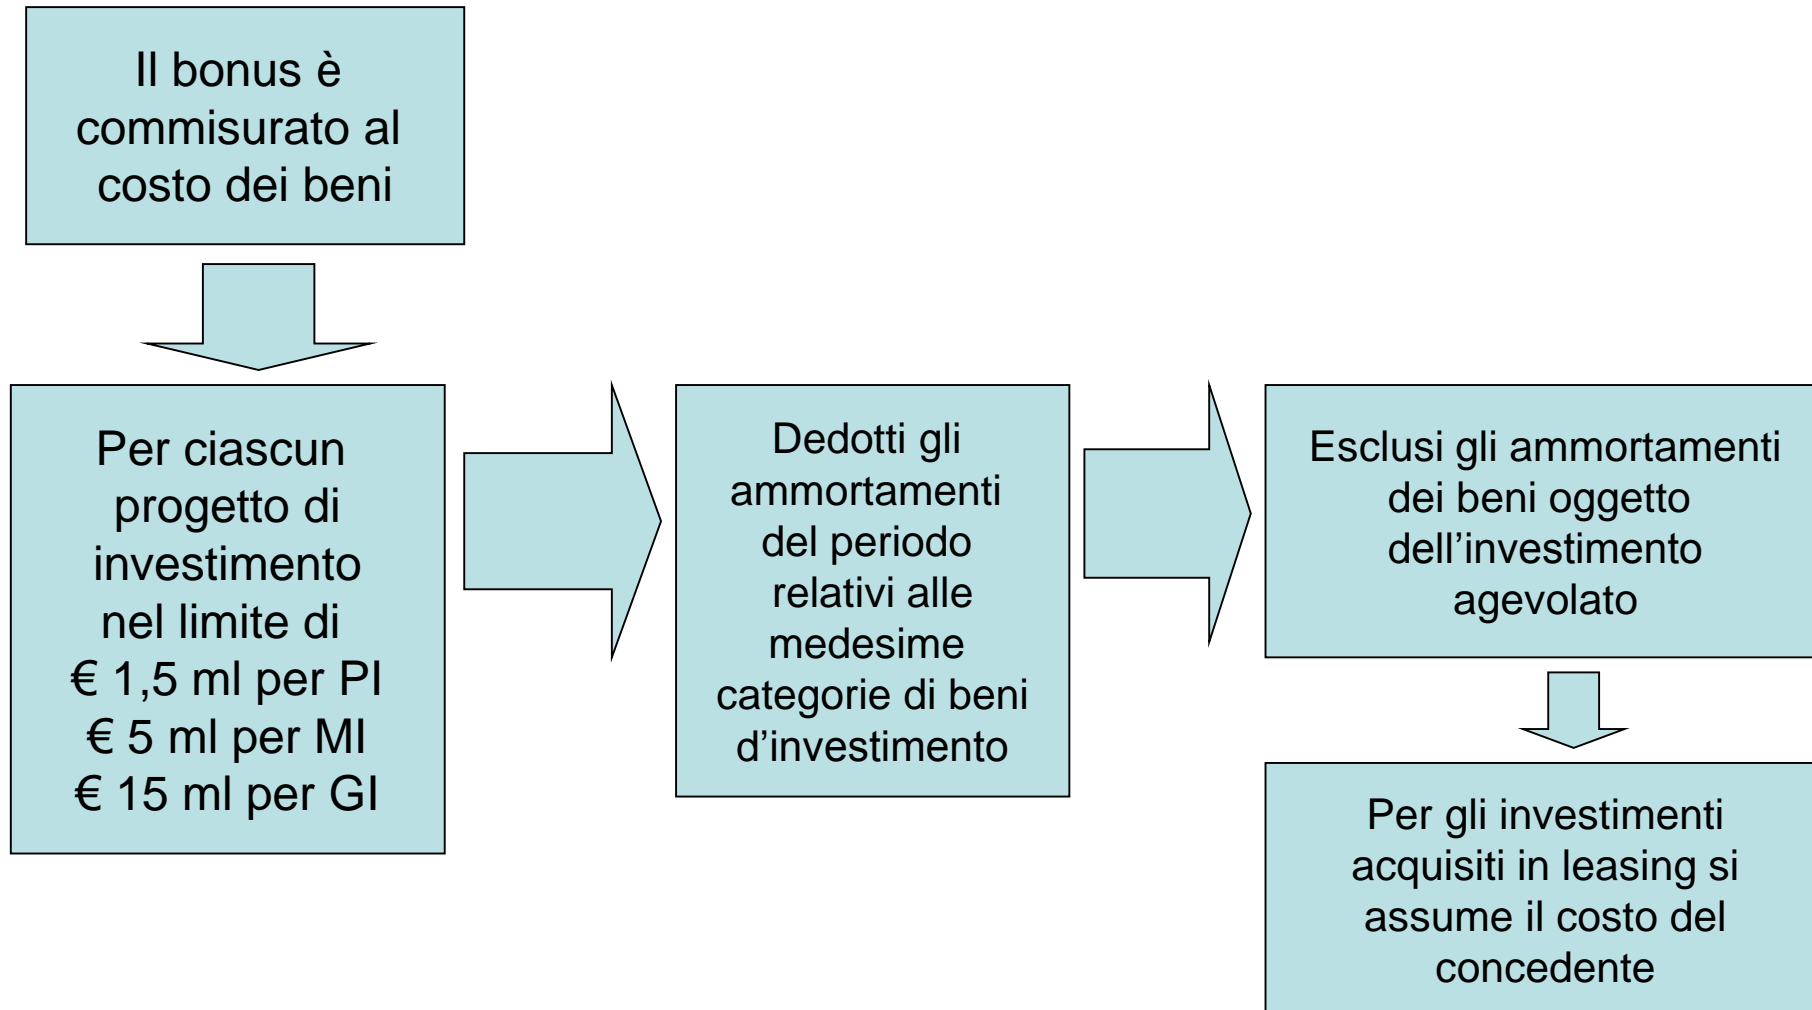 Il bonus è
commisurato al
costo dei beni
Per ciascun
progetto di
investimento
nel limite di
€ 1,5 ml per PI
€ 5 ml per MI
€ 15 ml per GI
Dedotti gli
ammortamenti
del periodo
relativi alle
medesime
categorie di beni
d’investimento
Esclusi gli ammortamenti
dei beni oggetto
dell’investimento
agevolato
Per gli investimenti
acquisiti in leasing si
assume il costo del
concedente